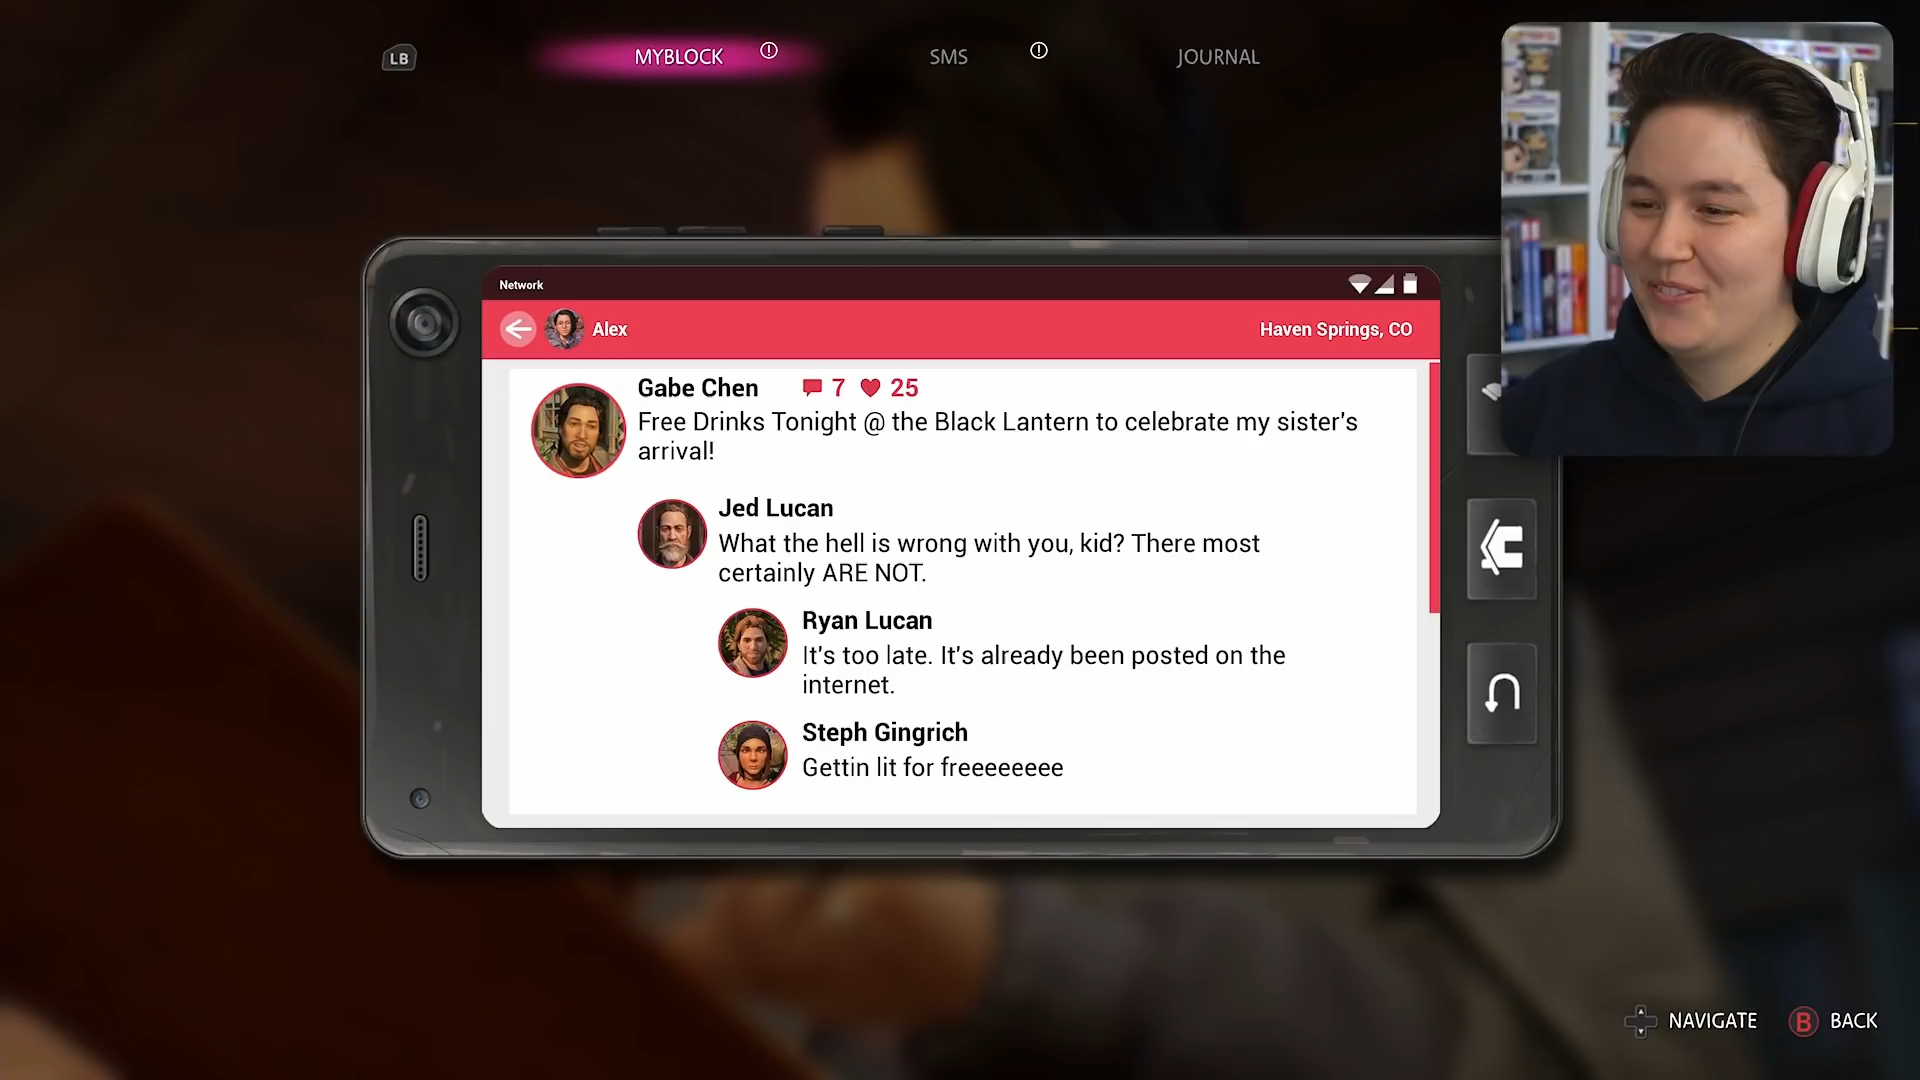 LB
MYBLOCK
SMS
JOURNAL
Network
Alex
Haven Springs, CO
Gabe Chen 7 25
Free Drinks Tonight @ the Black Lantern to celebrate my sister's
arrival!
Jed Lucan
What the hell is wrong with you, kid? There most
certainly ARE NOT.
Ryan Lucan
It's too late. It's already been posted on the
internet.
Steph Gingrich
Gettin lit for freeeeeeee
NAVIGATE
B BACK